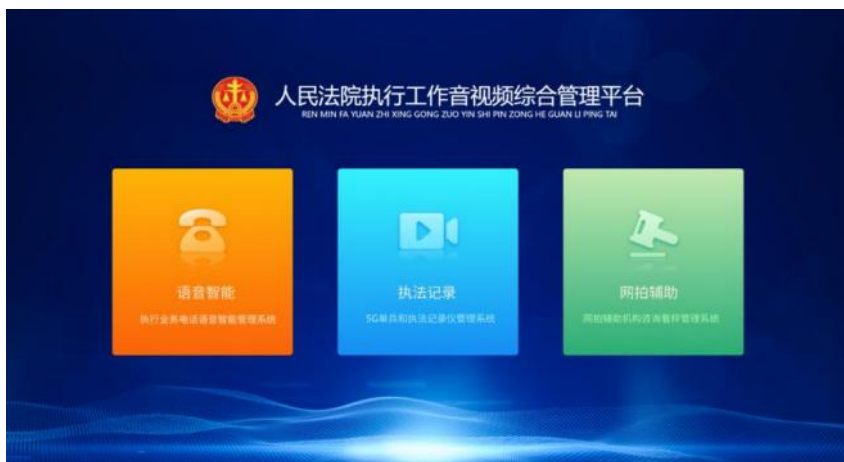 人民法院执行工作音视频综合管理平台
REN MIN FA YUAN ZHI XING GONG ZUO YIN SHI PIN ZONG HE GUAN LI PING TAI
语音智能
执行业务电话语音智能管理系统
执法记录
5G单兵和执法记录仪管理系统
网拍辅助
网拍辅助机构咨询看样管理系统